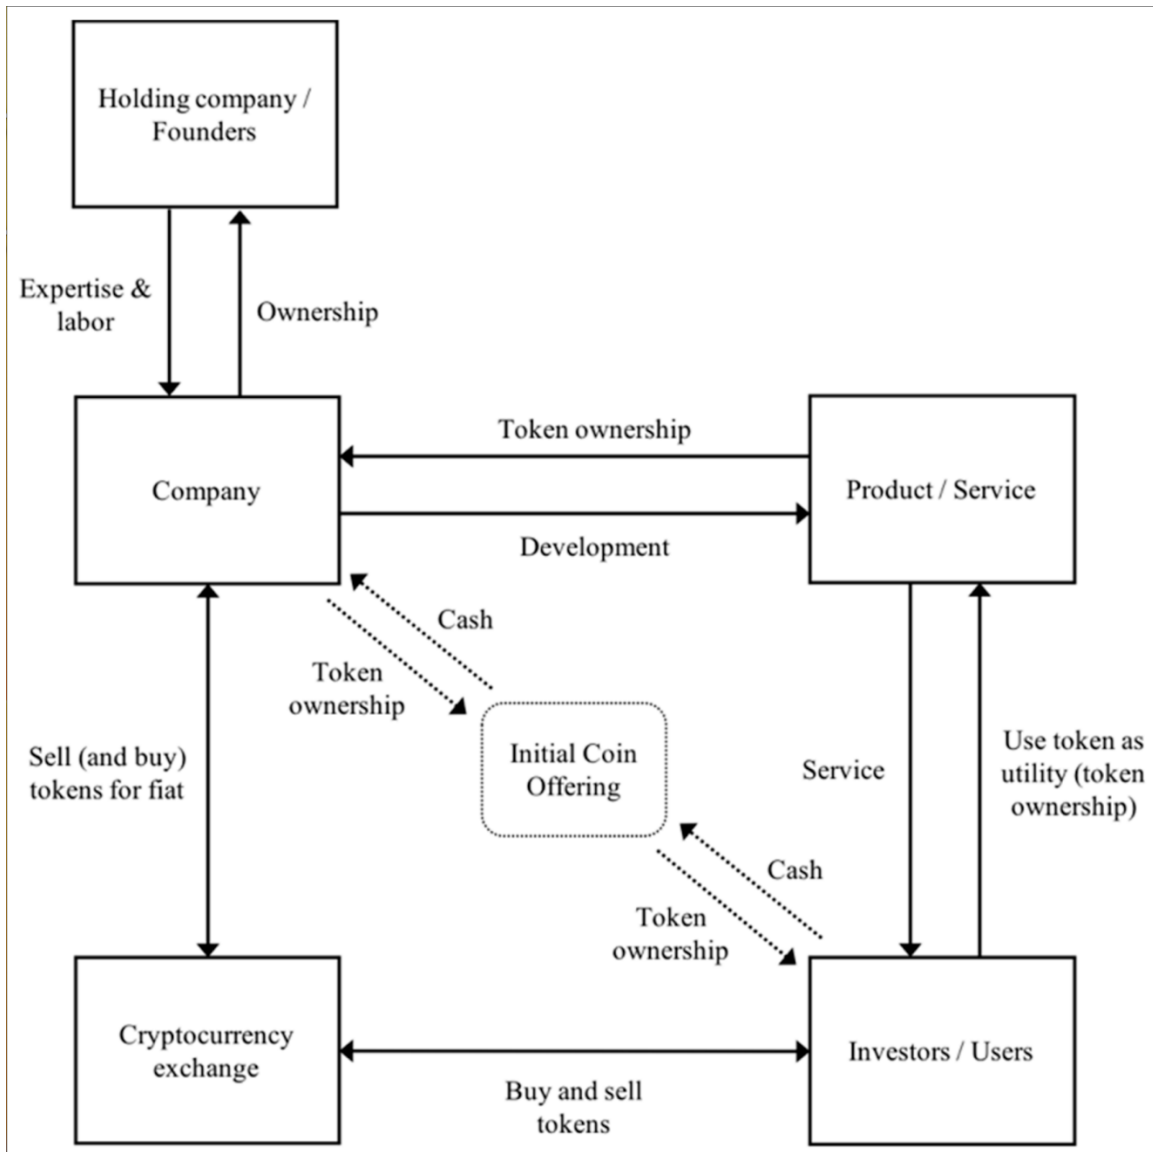 Holding company /
Founders
Expertise &
labor
Ownership
Token ownership
Company
Product / Service
Development
Cash
Token
ownership
Initial Coin
Offering
Sell (and buy)
tokens for fiat
Service
Use token as
utility (token
ownership)
Cash
Token
ownership
Cryptocurrency
exchange
Investors / Users
Buy and sell
tokens